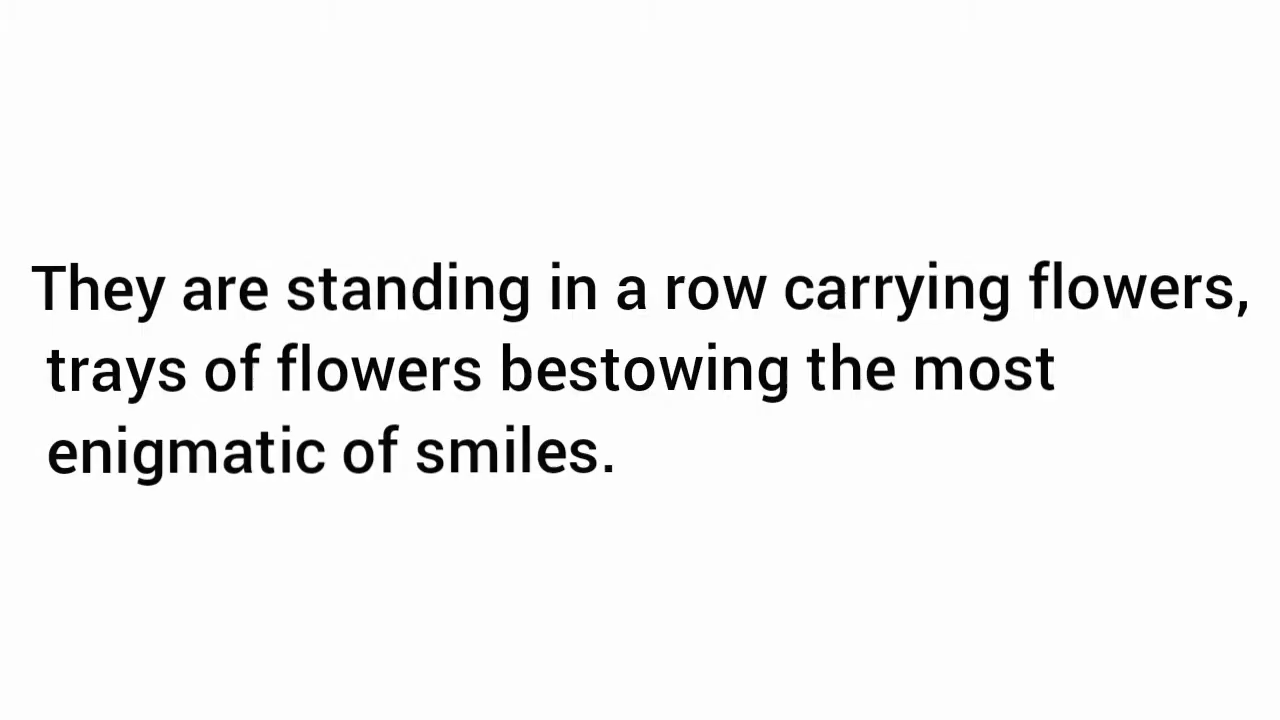 They are standing in a row carrying flowers,
trays of flowers bestowing the most
enigmatic of smiles.